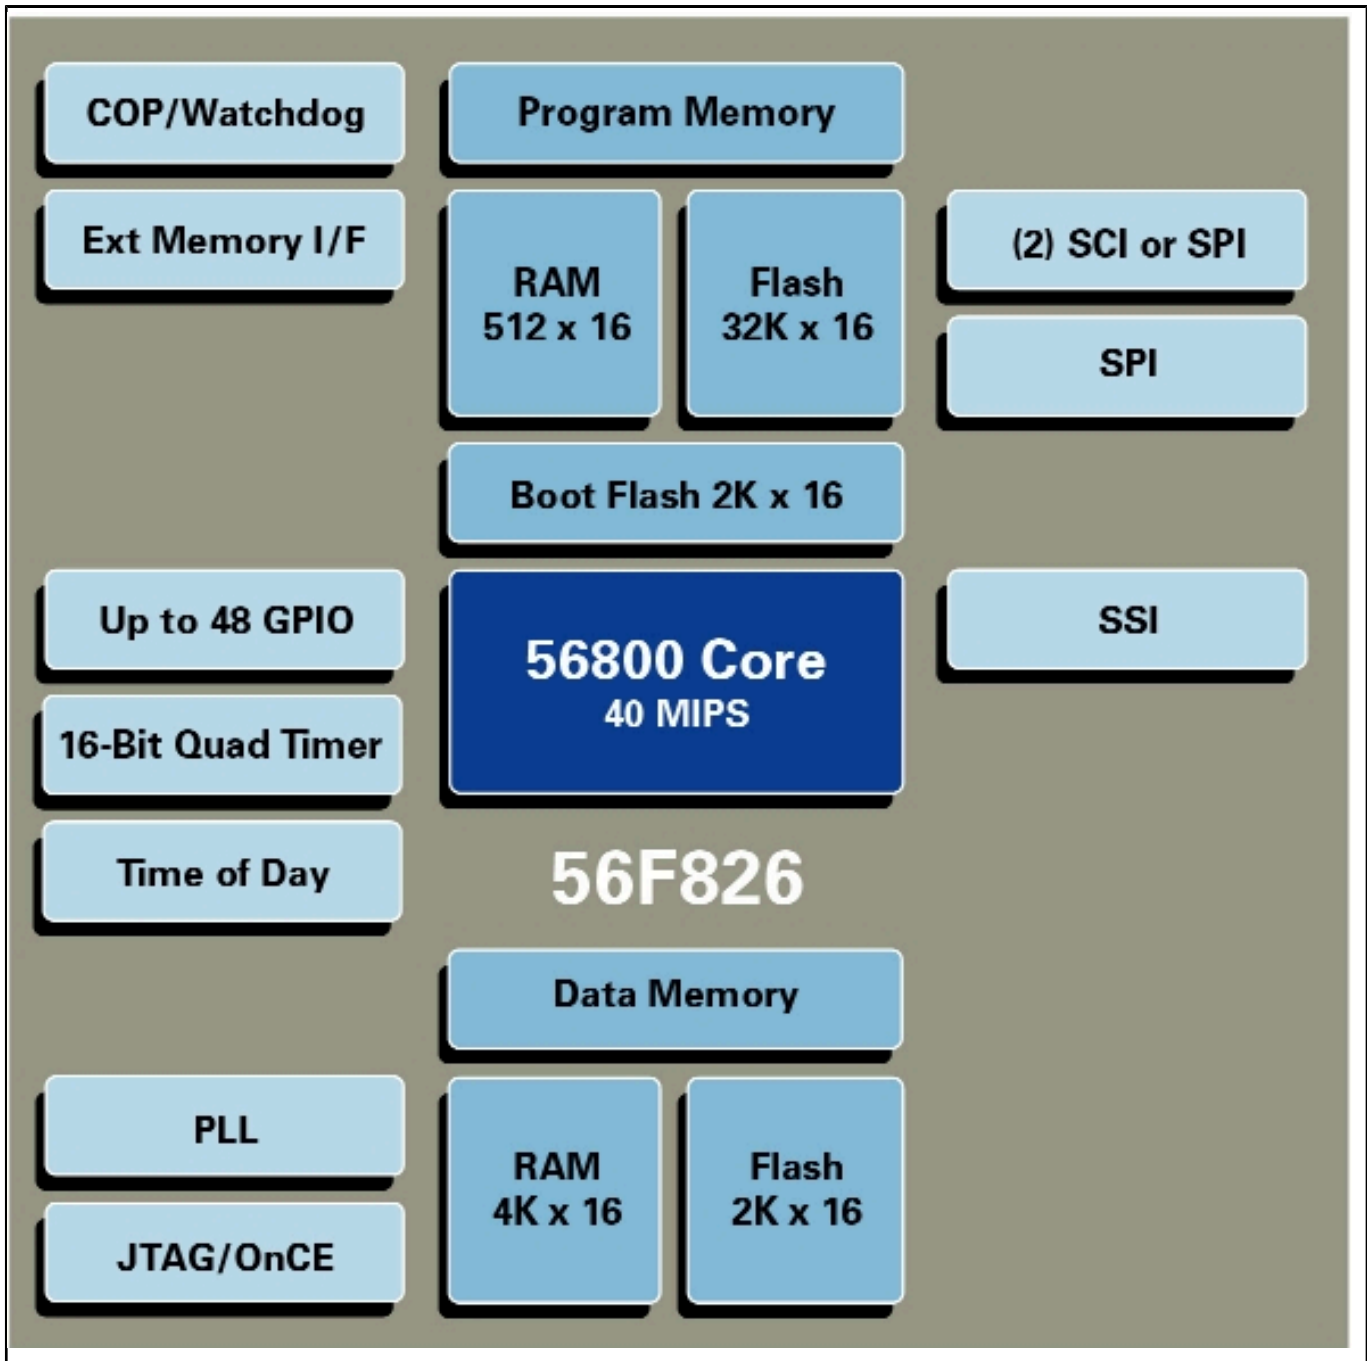 COP/Watchdog
Program Memory
Ext Memory I/F
RAM
512 x 16
Flash
32K x 16
(2) SCI or SPI
SPI
Boot Flash 2K x 16
Up to 48 GPIO
56800 Core
40 MIPS
SSI
16-Bit Quad Timer
Time of Day
56F826
Data Memory
PLL
RAM
4K x 16
Flash
2K x 16
JTAG/OnCE